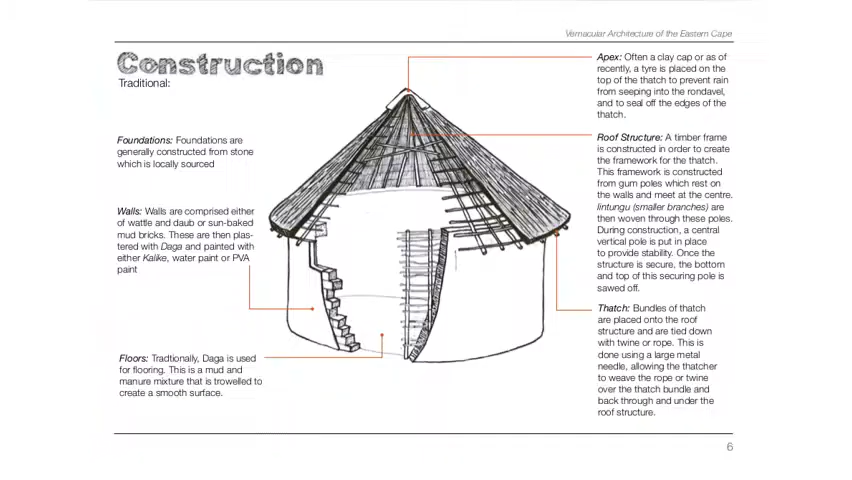 Vernacular Architecture of the Eastern Cape
Construction
Traditional:
Foundations: Foundations are
generally constructed from stone
which is locally sourced
Walls: Walls are comprised either
of wattle and daub or sun-baked
mud bricks. These are then plas-
tered with Daga and painted with
either Kalike, water paint or PVA
paint
Floors: Tradtionally, Daga is used
for flooring. This is a mud and
manure mixture that is trowelled to
create a smooth surface.
Apex: Often a clay cap or as of
recently, a tyre is placed on the
top of the thatch to prevent rain
from seeping into the rondavel,
and to seal off the edges of the
thatch.
Roof Structure: A timber frame
is constructed in order to create
the framework for the thatch.
This framework is constructed
from gum poles which rest on
the walls and meet at the centre.
Iintungu (smaller branches) are
then woven through these poles.
During construction, a central
vertical pole is put in place
to provide stability. Once the
structure is secure, the bottom
and top of this securing pole is
sawed off.
Thatch: Bundles of thatch
are placed onto the roof
structure and are tied down
with twine or rope. This is
done using a large metal
needle, allowing the thatcher
to weave the rope or twine
over the thatch bundle and
back through and under the
roof structure.
6